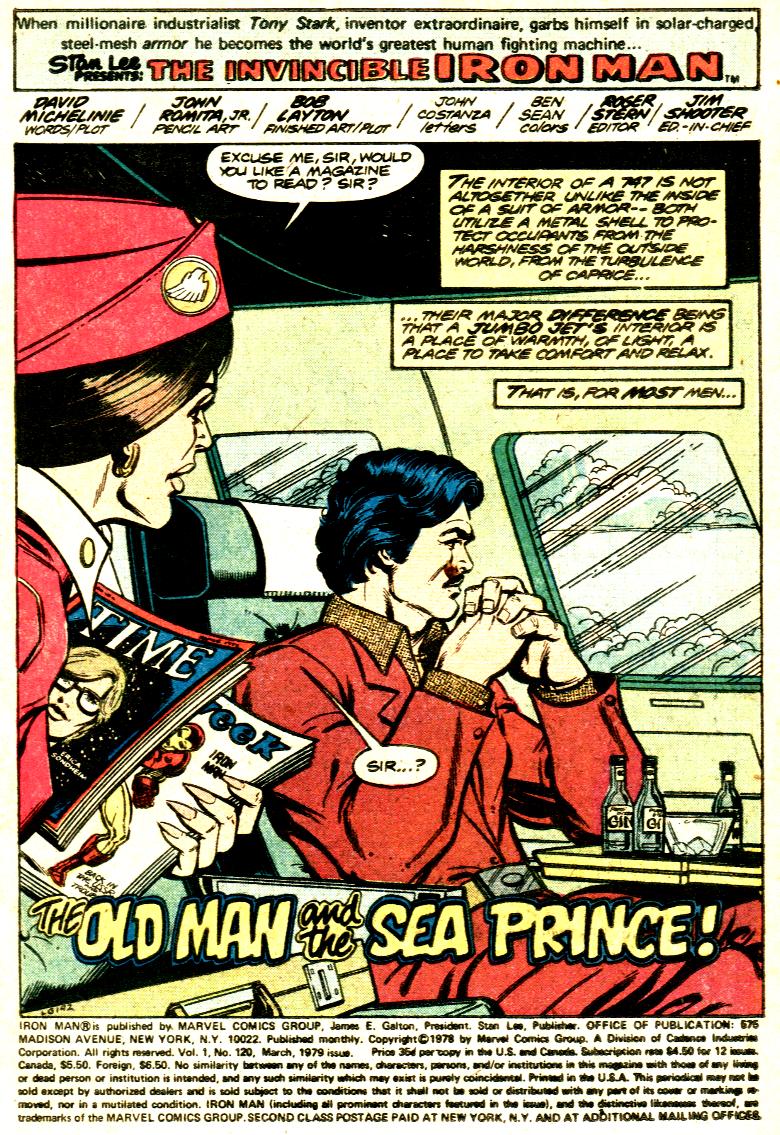 When millionaire industrialist Tony Stark, inventor extraordinaire, garbs himself in solar-charged,
steel-mesh armor he becomes the world's greatest human fighting machine...
Stan Lee
PRESENTS:
THE INVINCIBLE IRON MAN
TM
DAVID MICHELINIE WORDS/PLOT / JOHN ROMITA, JR. PENCIL ART / BOB LAYTON FINISHED ART/PLOT / JOHN COSTANZA letters / BEN SEAN colors / ROGER STERN EDITOR / JIM SHOOTER ED.-IN-CHIEF
EXCUSE ME, SIR, WOULD
YOU LIKE A MAGAZINE
TO READ? SIR?
THE INTERIOR OF A 747 IS NOT
ALTOGETHER UNLIKE THE INSIDE
OF A SUIT OF ARMOR-- BOTH
UTILIZE A METAL SHELL TO PRO-
TECT OCCUPANTS FROM THE
HARSHNESS OF THE OUTSIDE
WORLD, FROM THE TURBULENCE
OF CAPRICE...
...THEIR MAJOR DIFFERENCE BEING
THAT A JUMBO JET'S INTERIOR IS
A PLACE OF WARMTH, OF LIGHT, A
PLACE TO TAKE COMFORT AND RELAX.
THAT IS, FOR MOST MEN...
TIME
ERICA
SONDHEIM
eek
IRON
MAN
BACK IN
SIR...?
GIN
GIN
THE OLD MAN and the SEA PRINCE!
IRON MAN® is published by MARVEL COMICS GROUP, James E. Galton, President. Stan Lee, Publisher. OFFICE OF PUBLICATION: 575
MADISON AVENUE, NEW YORK, N.Y. 10022. Published monthly. Copyright © 1978 by Marvel Comics Group. A Division of Cadence Industries
Corporation. All rights reserved. Vol. 1, No. 120, March, 1979 issue. Price 35¢ per copy in the U.S. and Canada. Subscription rate $4.50 for 12 issues.
Canada, $5.50. Foreign, $6.50. No similarity between any of the names, characters, persons, and/or institutions in this magazine with those of any living
or dead person or institution is intended, and any such similarity which may exist is purely coincidental. Printed in the U.S.A. This periodical may not be
sold except by authorized dealers and is sold subject to the conditions that it shall not be sold or distributed with any part of its cover or markings re-
moved, nor in a mutilated condition. IRON MAN (including all prominent characters featured in the issue), and the distinctive likenesses thereof, are
trademarks of the MARVEL COMICS GROUP. SECOND CLASS POSTAGE PAID AT NEW YORK, N.Y. AND AT ADDITIONAL MAILING OFFICES.